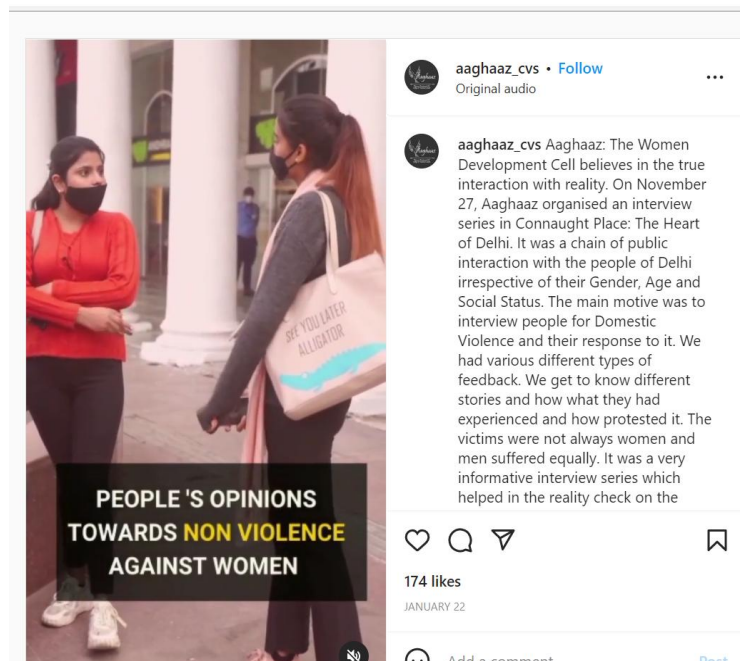 SEE YOU LATER
ALLIGATOR
PEOPLE 'S OPINIONS
TOWARDS NON VIOLENCE
AGAINST WOMEN
aaghaaz_cvs • Follow
Original audio
aaghaaz_cvs Aaghaaz: The Women
Development Cell believes in the true
interaction with reality. On November
27, Aaghaaz organised an interview
series in Connaught Place: The Heart
of Delhi. It was a chain of public
interaction with the people of Delhi
irrespective of their Gender, Age and
Social Status. The main motive was to
interview people for Domestic
Violence and their response to it. We
had various different types of
feedback. We get to know different
stories and how what they had
experienced and how protested it. The
victims were not always women and
men suffered equally. It was a very
informative interview series which
helped in the reality check on the
174 likes
JANUARY 22
Add a comment
Post